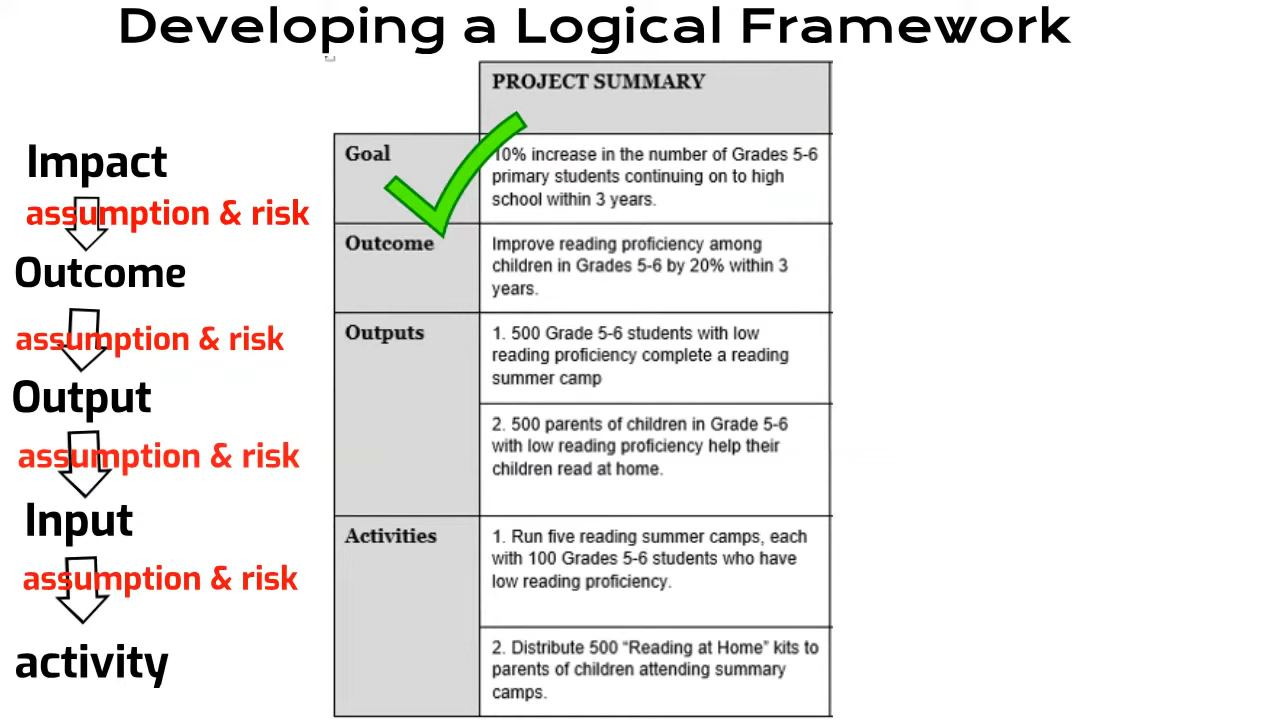 Developing a Logical Framework
Impact
assumption & risk
Outcome
assumption & risk
Output
assumption & risk
Input
assumption & risk
activity
PROJECT SUMMARY
Goal
10% increase in the number of Grades 5-6
primary students continuing on to high
school within 3 years.
Outcome
Improve reading proficiency among
children in Grades 5-6 by 20% within 3
years.
Outputs
1. 500 Grade 5-6 students with low
reading proficiency complete a reading
summer camp
2. 500 parents of children in Grade 5-6
with low reading proficiency help their
children read at home.
Activities
1. Run five reading summer camps, each
with 100 Grades 5-6 students who have
low reading proficiency.
2. Distribute 500 “Reading at Home” kits to
parents of children attending summary
camps.